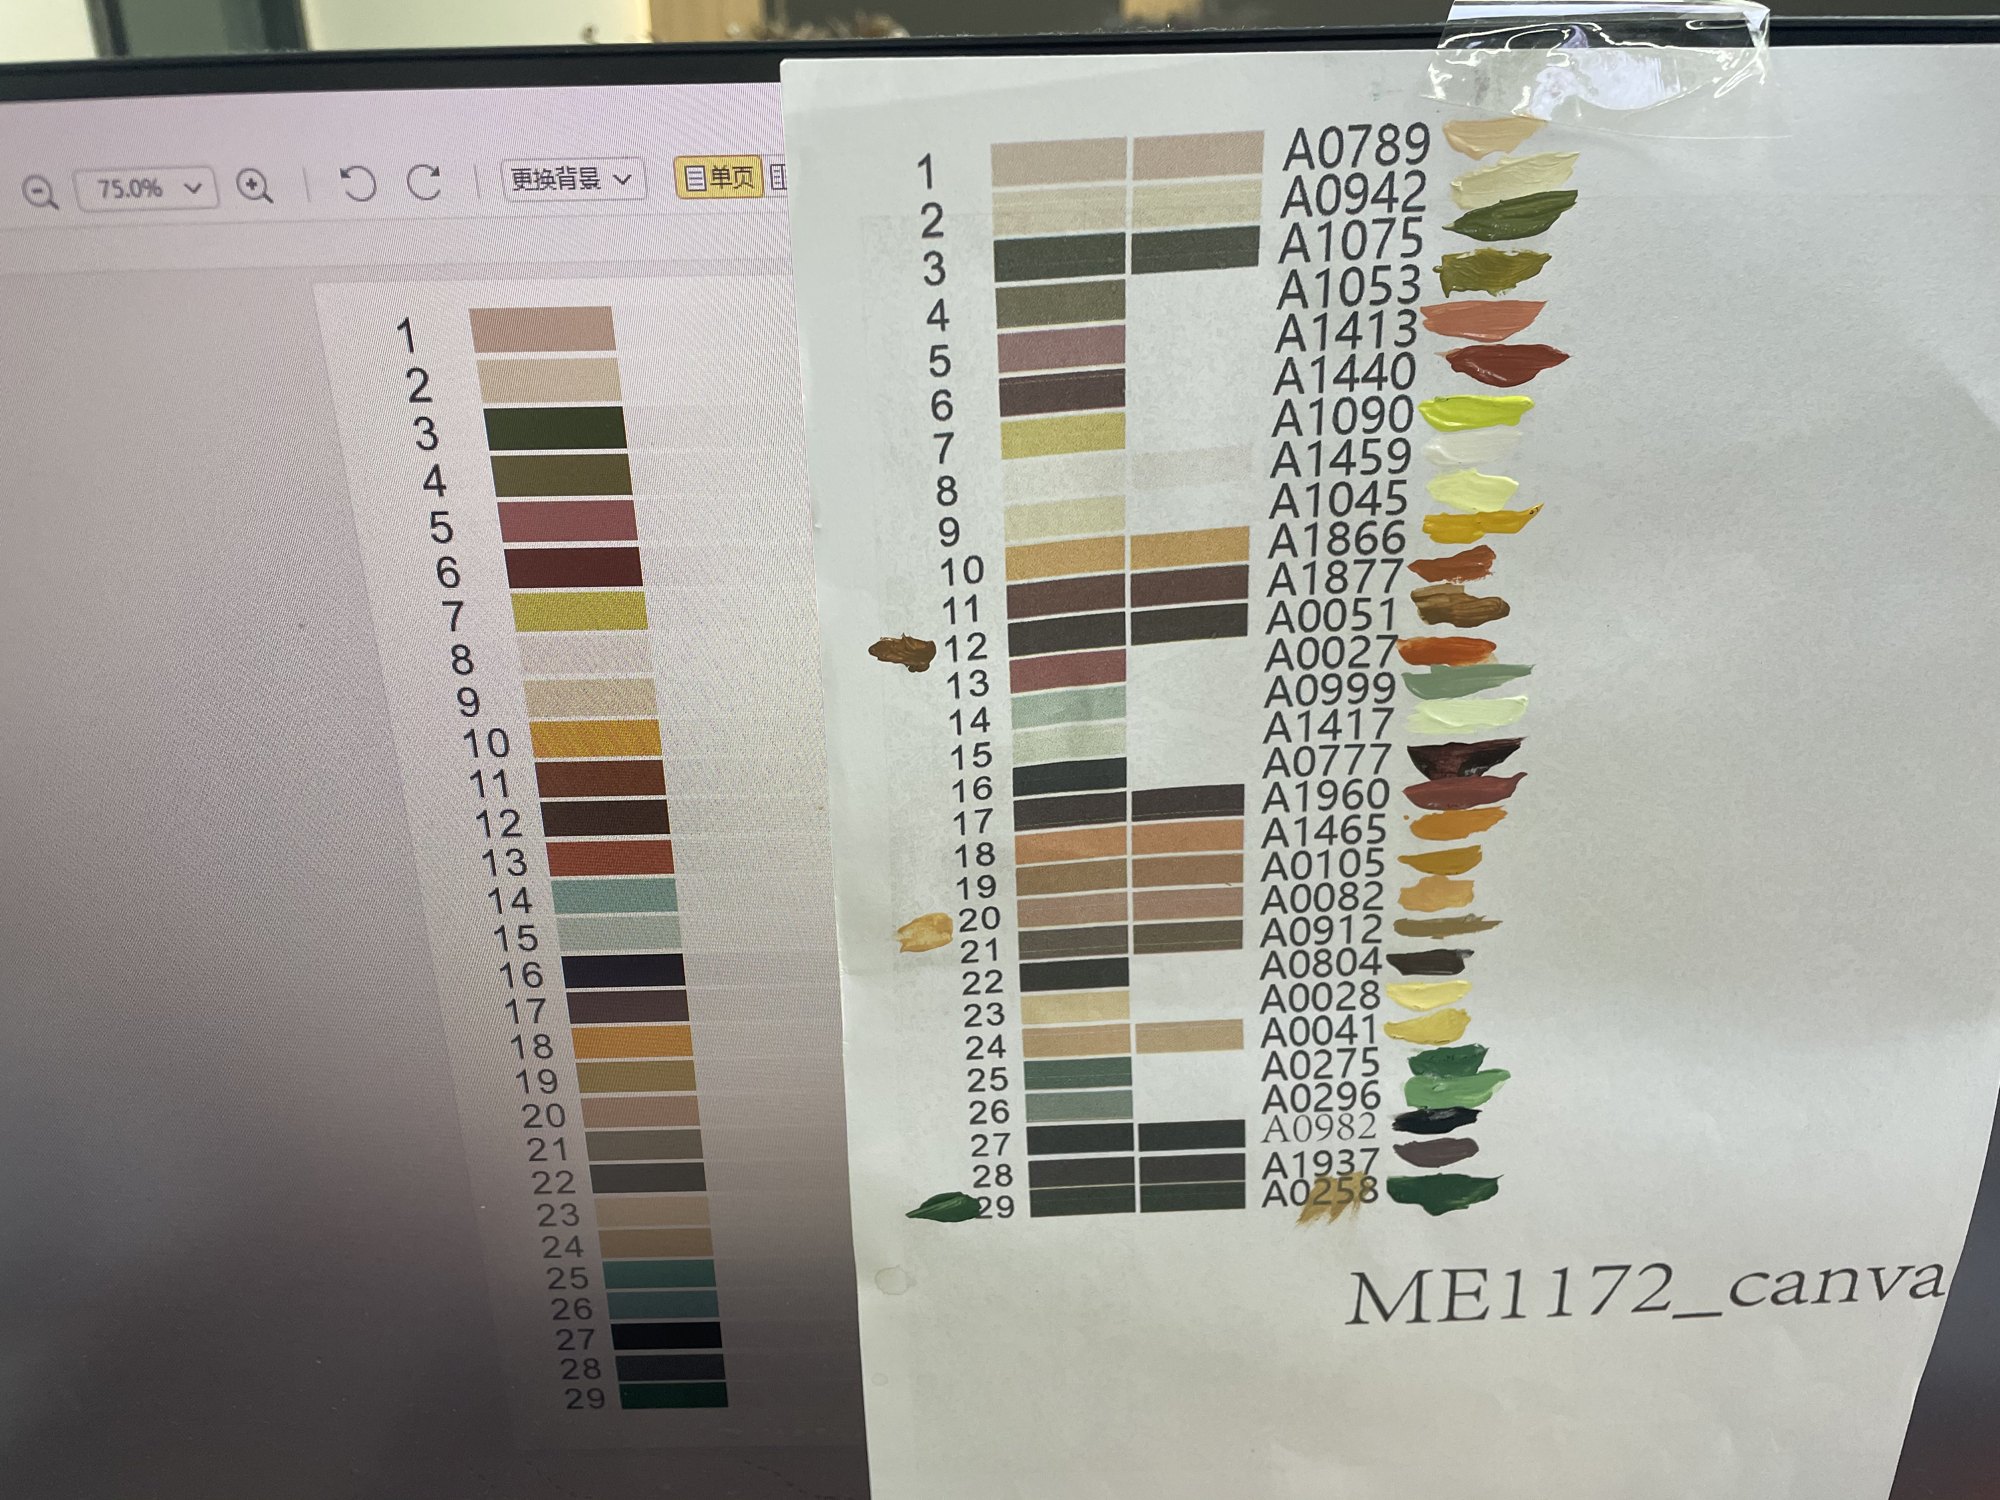 75.0%
更换背景
单页
1
2
3
4
5
6
7
8
9
10
11
12
13
14
15
16
17
18
19
20
21
22
23
24
25
26
27
28
29
1 A0789
2 A0942
3 A1075
4 A1053
5 A1413
6 A1440
7 A1090
8 A1459
9 A1045
10 A1866
11 A1877
12 A0051
13 A0027
14 A0999
15 A1417
16 A0777
17 A1960
18 A1465
19 A0105
20 A0082
21 A0912
22 A0804
23 A0028
24 A0041
25 A0275
26 A0296
27 A0982
28 A1937
29 A0258
ME1172_canva